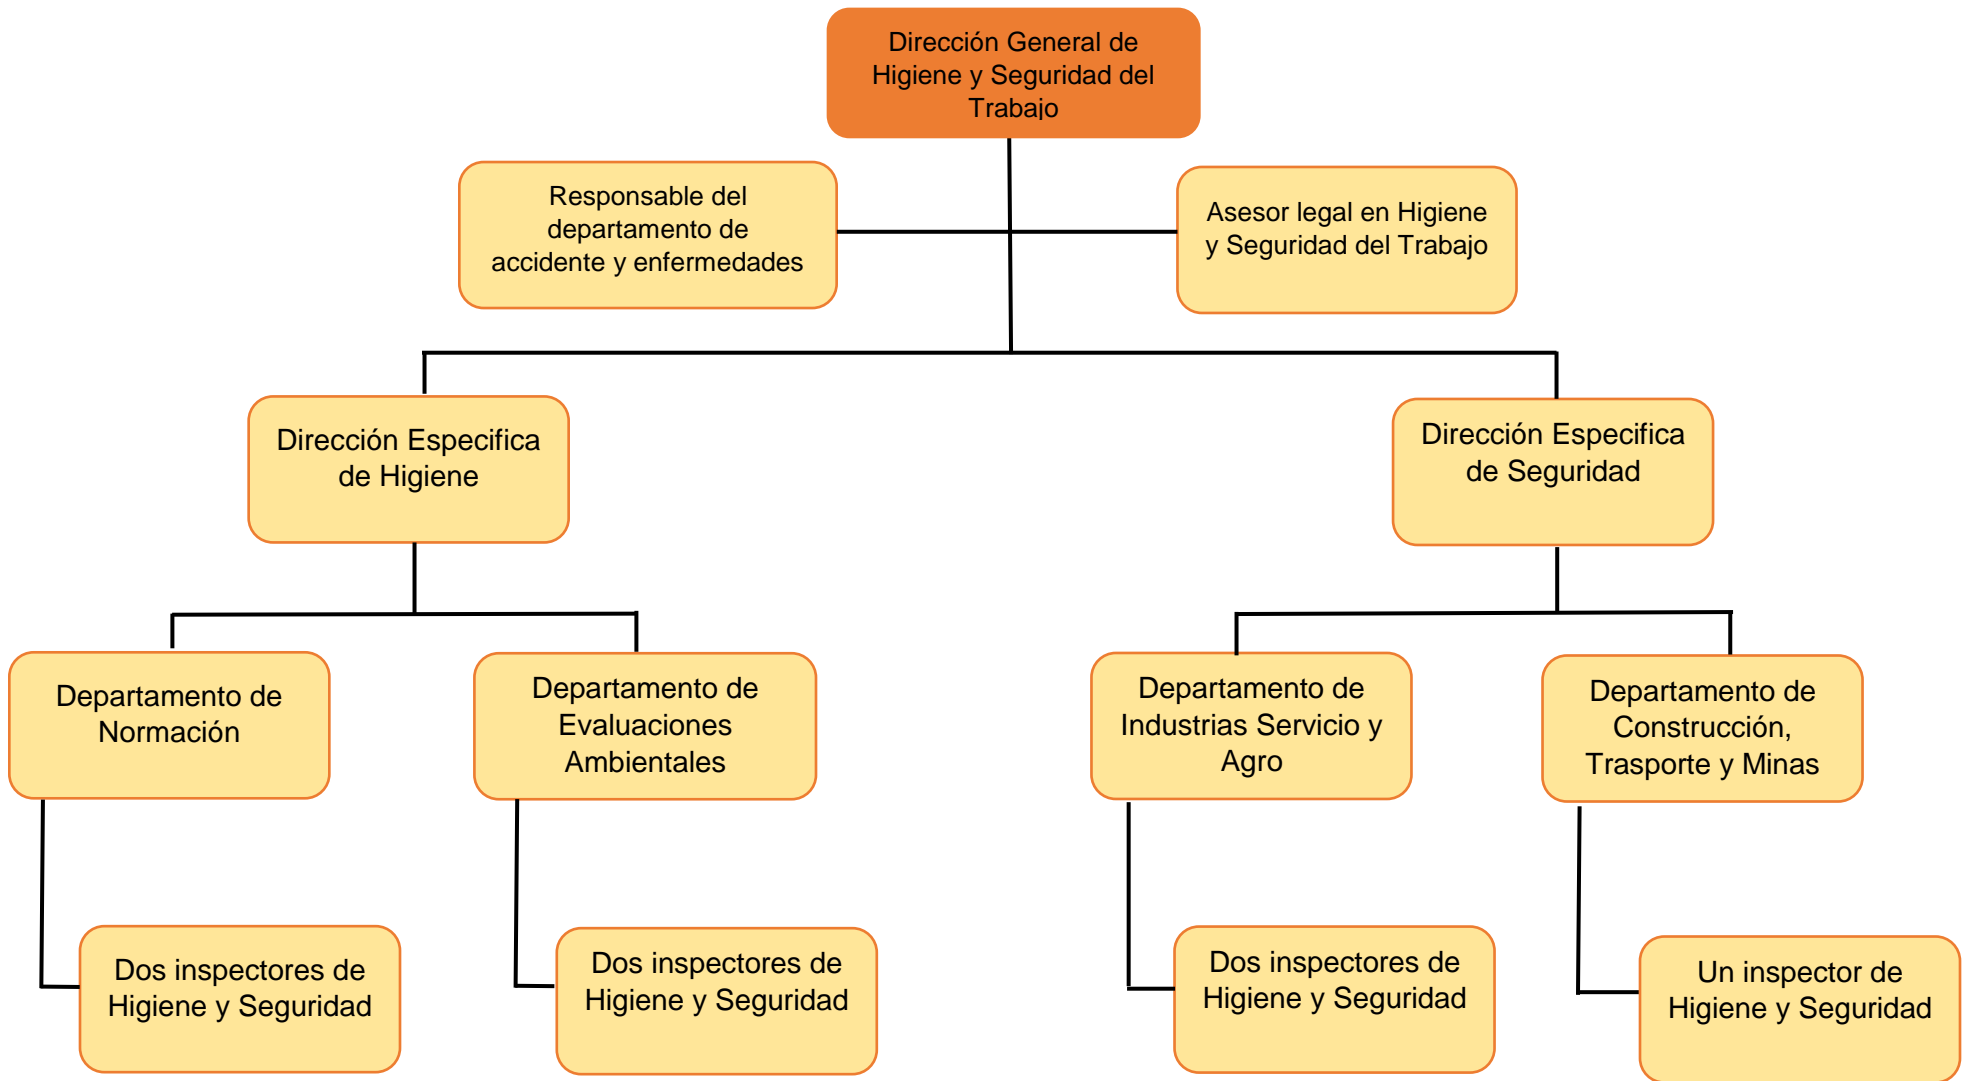 Dirección General de
Higiene y Seguridad del
Trabajo
Responsable del
departamento de
accidente y enfermedades
Asesor legal en Higiene
y Seguridad del Trabajo
Dirección Especifica
de Higiene
Dirección Especifica
de Seguridad
Departamento de
Normación
Departamento de
Evaluaciones
Ambientales
Departamento de
Industrias Servicio y
Agro
Departamento de
Construcción,
Trasporte y Minas
Dos inspectores de
Higiene y Seguridad
Dos inspectores de
Higiene y Seguridad
Dos inspectores de
Higiene y Seguridad
Un inspector de
Higiene y Seguridad